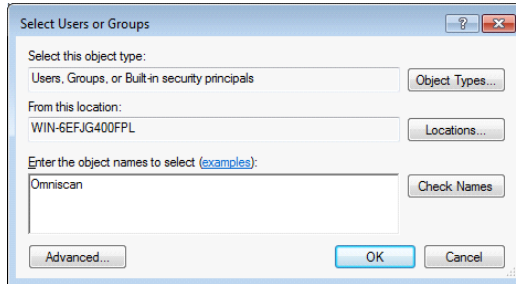 Select Users or Groups
Select this object type:
Users, Groups, or Built-in security principals
Object Types...
From this location:
WIN-6EFJG400FPL
Locations...
Enter the object names to select (examples):
Omniscan
Check Names
Advanced...
OK
Cancel